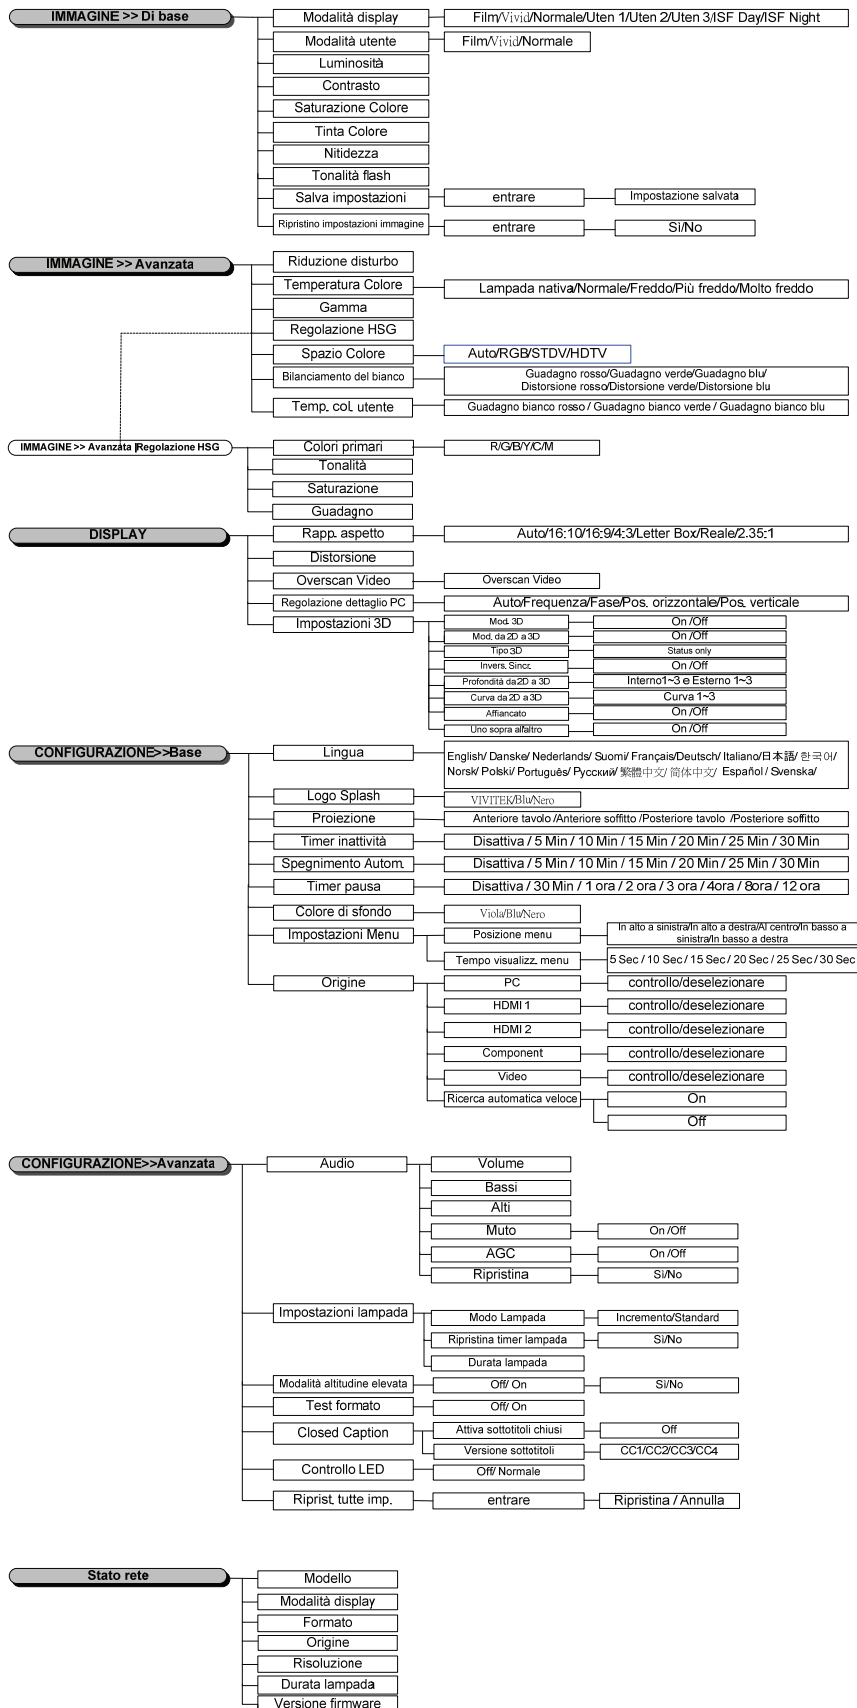 IMMAGINE >> Di base
Modalità display
Film/Vivid/Normale/Uten 1/Uten 2/Uten 3/ISF Day/ISF Night
Modalità utente
Film/Vivid/Normale
Luminosità
Contrasto
Saturazione Colore
Tinta Colore
Nitidezza
Tonalità flash
Salva impostazioni
entrare
Impostazione salvata
Ripristino impostazioni immagine
entrare
Sì/No
IMMAGINE >> Avanzata
Riduzione disturbo
Temperatura Colore
Lampada nativa/Normale/Freddo/Più freddo/Molto freddo
Gamma
Regolazione HSG
Spazio Colore
Auto/RGB/STDV/HDTV
Bilanciamento del bianco
Guadagno rosso/Guadagno verde/Guadagno blu/
Distorsione rosso/Distorsione verde/Distorsione blu
Temp. col. utente
Guadagno bianco rosso / Guadagno bianco verde / Guadagno bianco blu
IMMAGINE >> Avanzata |Regolazione HSG
Colori primari
R/G/B/Y/C/M
Tonalità
Saturazione
Guadagno
DISPLAY
Rapp. aspetto
Auto/16:10/16:9/4:3/Letter Box/Reale/2.35:1
Distorsione
Overscan Video
Overscan Video
Regolazione dettaglio PC
Auto/Frequenza/Fase/Pos. orizzontale/Pos. verticale
Impostazioni 3D
Mod. 3D
On /Off
Mod. da 2D a 3D
On /Off
Tipo 3D
Status only
Invers. Sincr.
On /Off
Profondità da 2D a 3D
Interno1~3 e Esterno 1~3
Curva da 2D a 3D
Curva 1~3
Affiancato
On /Off
Uno sopra all'altro
On /Off
CONFIGURAZIONE>>Base
Lingua
English/ Danske/ Nederlands/ Suomi/ Français/Deutsch/ Italiano/日本語/ 한국어/
Norsk/ Polski/ Português/ Русский/ 繁體中文/ 简体中文/ Español / Svenska/
Logo Splash
VIVITEK/Blu/Nero
Proiezione
Anteriore tavolo /Anteriore soffitto /Posteriore tavolo /Posteriore soffitto
Timer inattività
Disattiva / 5 Min / 10 Min / 15 Min / 20 Min / 25 Min / 30 Min
Spegnimento Autom.
Disattiva / 5 Min / 10 Min / 15 Min / 20 Min / 25 Min / 30 Min
Timer pausa
Disattiva / 30 Min / 1 ora / 2 ora / 3 ora / 4ora / 8ora / 12 ora
Colore di sfondo
Viola/Blu/Nero
Impostazioni Menu
Posizione menu
In alto a sinistra/In alto a destra/Al centro/In basso a
sinistra/In basso a destra
Tempo visualizz. menu
5 Sec / 10 Sec / 15 Sec / 20 Sec / 25 Sec / 30 Sec
Origine
PC
controllo/deselezionare
HDMI 1
controllo/deselezionare
HDMI 2
controllo/deselezionare
Component
controllo/deselezionare
Video
controllo/deselezionare
Ricerca automatica veloce
On
Off
CONFIGURAZIONE>>Avanzata
Audio
Volume
Bassi
Alti
Muto
On /Off
AGC
On /Off
Ripristina
Sì/No
Impostazioni lampada
Modo Lampada
Incremento/Standard
Ripristina timer lampada
Sì/No
Durata lampada
Modalità altitudine elevata
Off/ On
Sì/No
Test formato
Off/ On
Closed Caption
Attiva sottotitoli chiusi
Off
Versione sottotitoli
CC1/CC2/CC3/CC4
Controllo LED
Off/ Normale
Riprist. tutte imp.
entrare
Ripristina / Annulla
Stato rete
Modello
Modalità display
Formato
Origine
Risoluzione
Durata lampada
Versione firmware